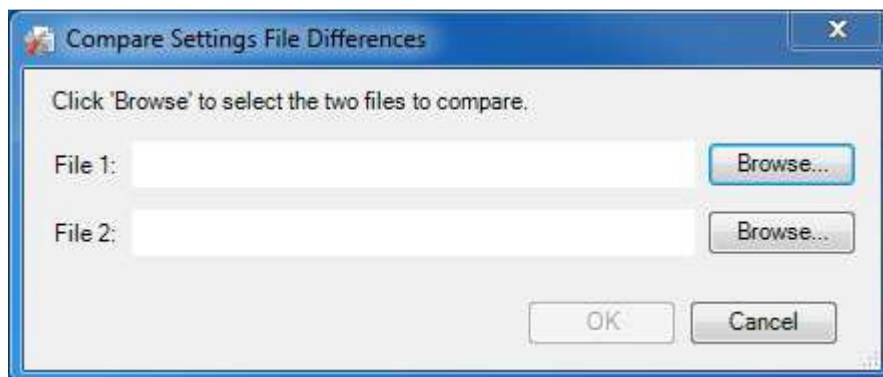 Compare Settings File Differences
Click 'Browse' to select the two files to compare.
File 1: Browse...
File 2: Browse...
OK Cancel